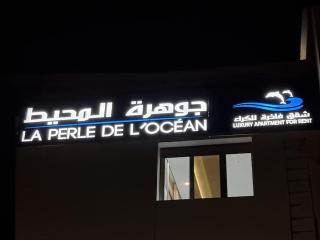 جوهرة المحيط
LA PERLE DE L'OCÉAN
شقق فاخرة للكراء
LUXURY APARTMENT FOR RENT